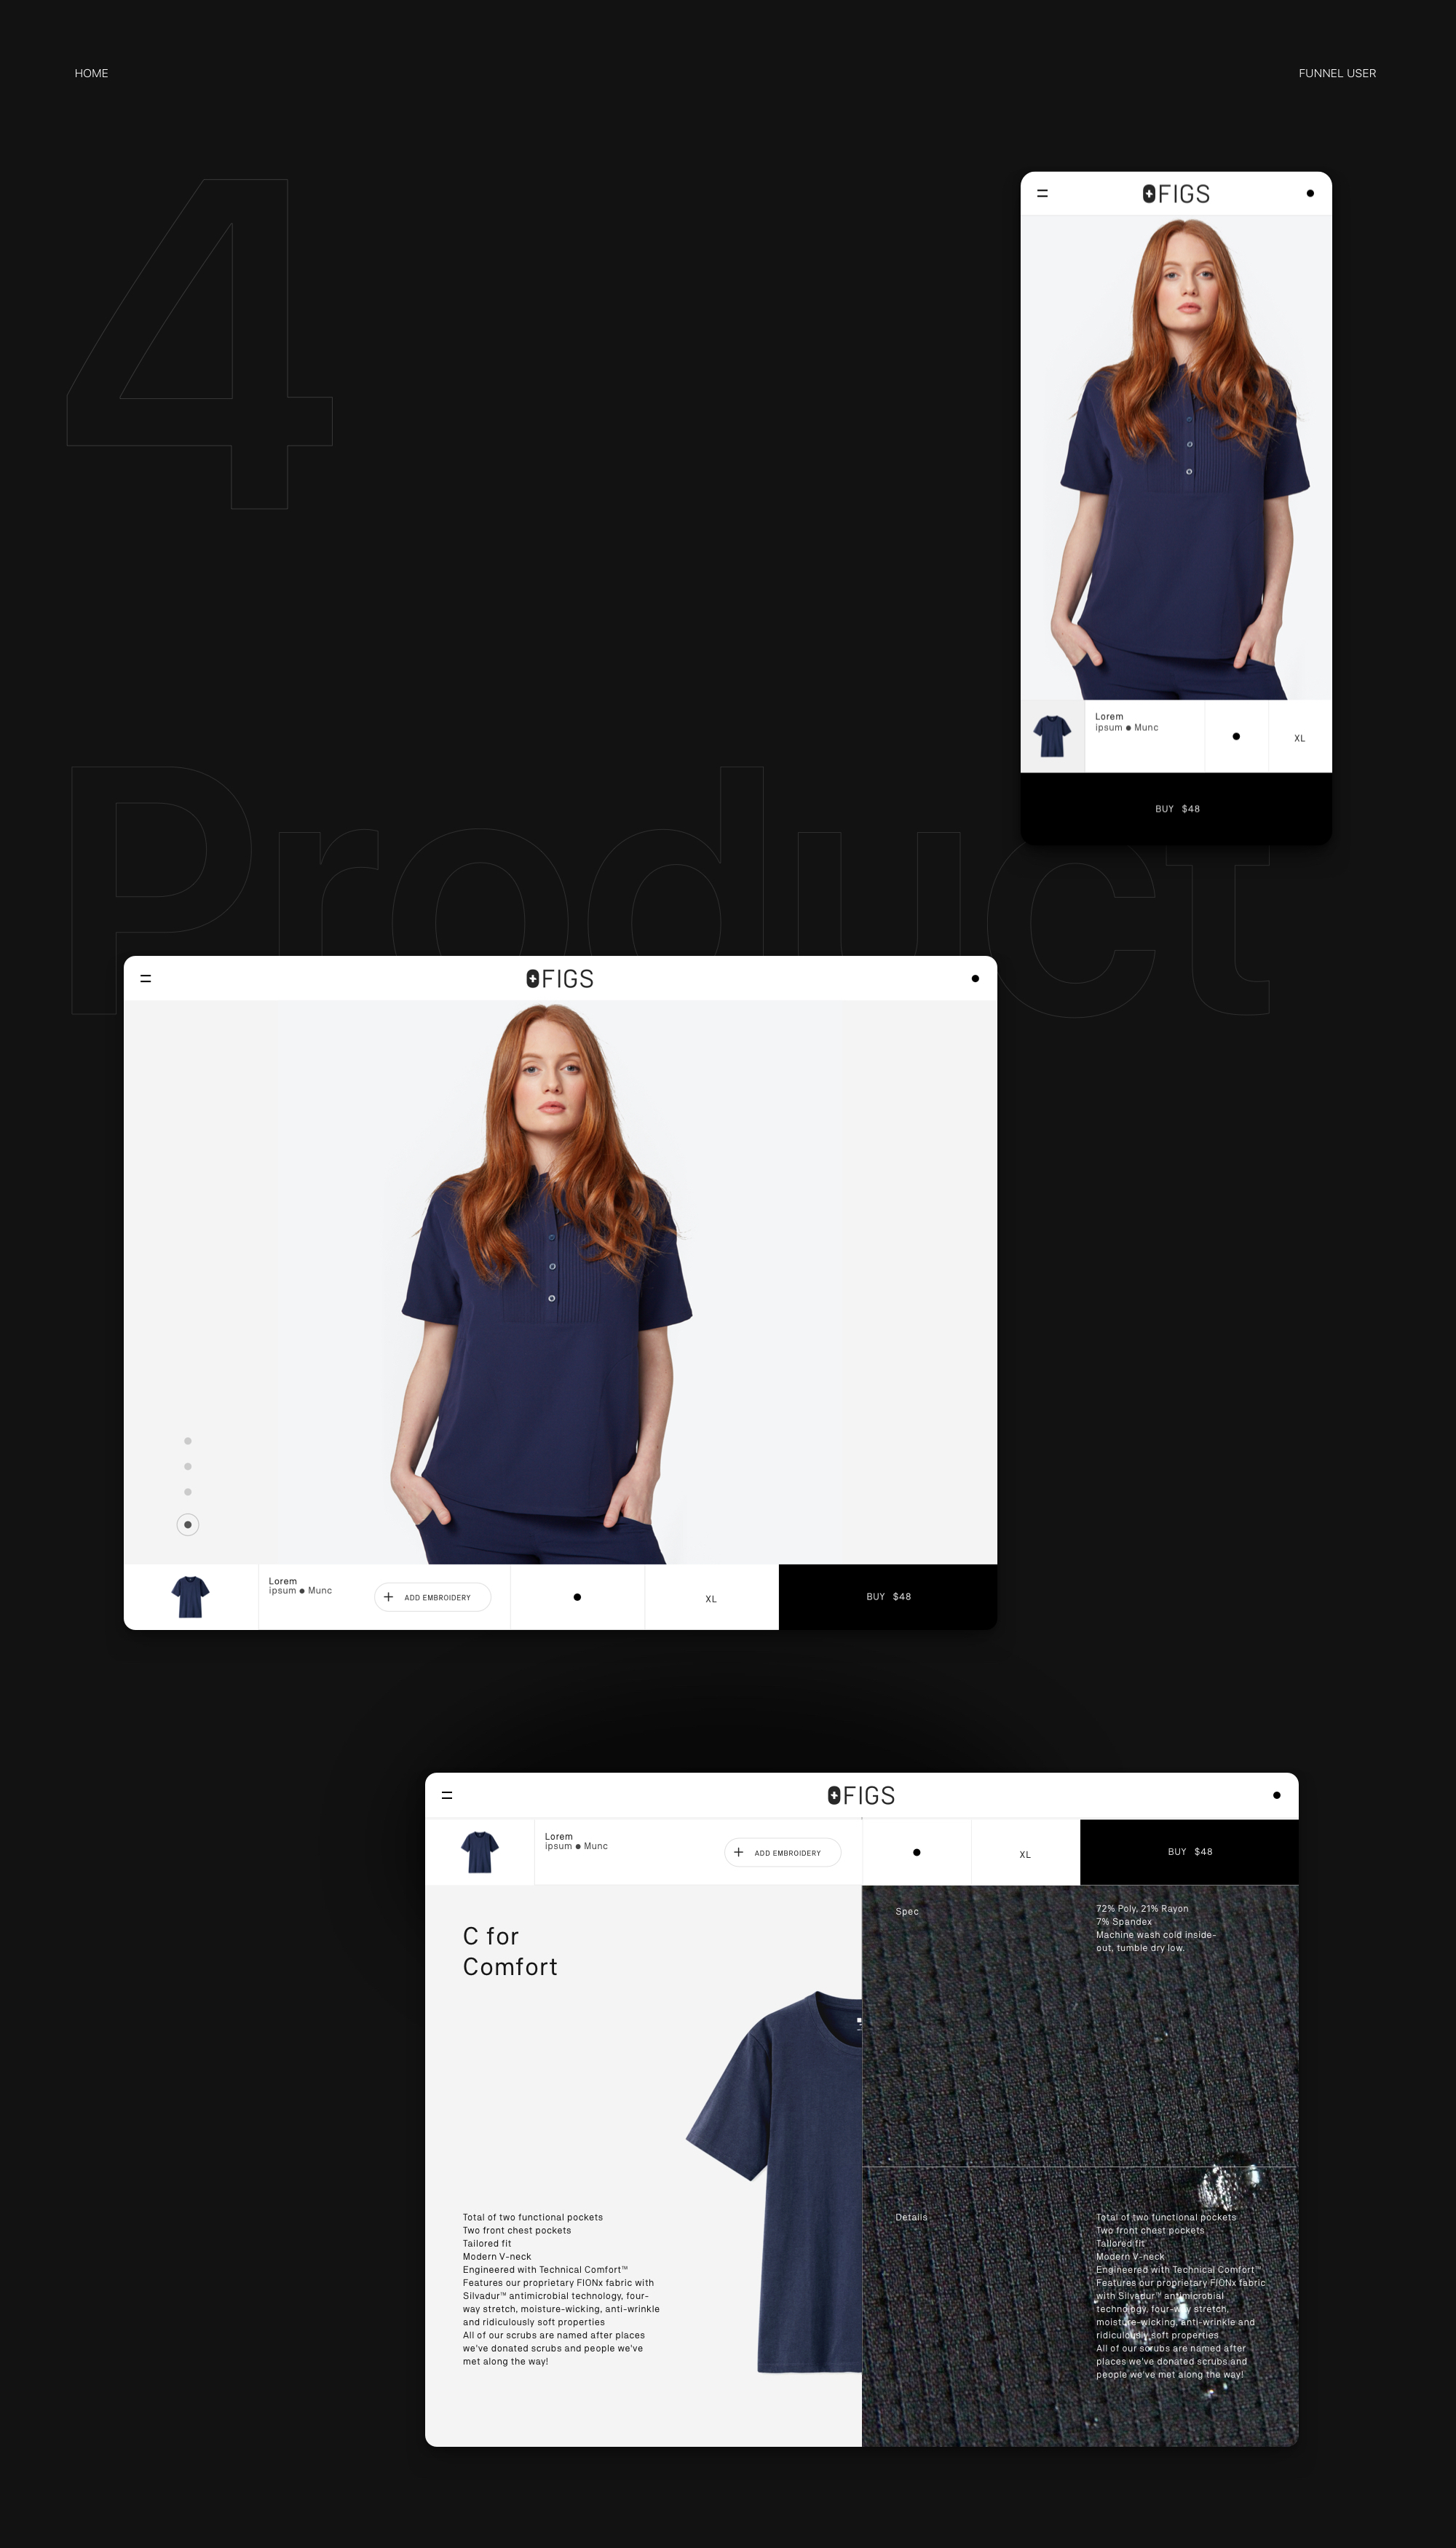 HOME
FUNNEL USER
4
FIGS
Lorem
ipsum ● Munc
XL
BUY $48
Product
FIGS
Lorem
ipsum ● Munc
+ ADD EMBROIDERY
XL
BUY $48
FIGS
Lorem
ipsum ● Munc
+ ADD EMBROIDERY
XL
BUY $48
C for
Comfort
Total of two functional pockets
Two front chest pockets
Tailored fit
Modern V-neck
Engineered with Technical Comfort™
Features our proprietary FIONx fabric with
Silvadur™ antimicrobial technology, four-
way stretch, moisture-wicking, anti-wrinkle
and ridiculously soft properties
All of our scrubs are named after places
we've donated scrubs and people we've
met along the way!
Spec
72% Poly, 21% Rayon
7% Spandex
Machine wash cold inside-
out, tumble dry low.
Details
Total of two functional pockets
Two front chest pockets
Tailored fit
Modern V-neck
Engineered with Technical Comfort™
Features our proprietary FIONx fabric
with Silvadur™ antimicrobial
technology, four-way stretch,
moisture-wicking, anti-wrinkle and
ridiculously soft properties
All of our scrubs are named after
places we've donated scrubs and
people we've met along the way!